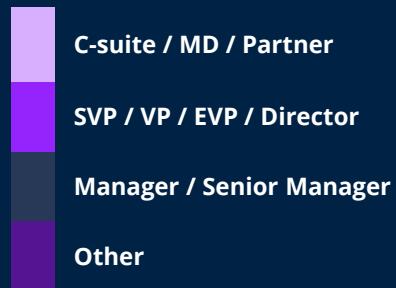 C-suite / MD / Partner
SVP / VP / EVP / Director
Manager / Senior Manager
Other